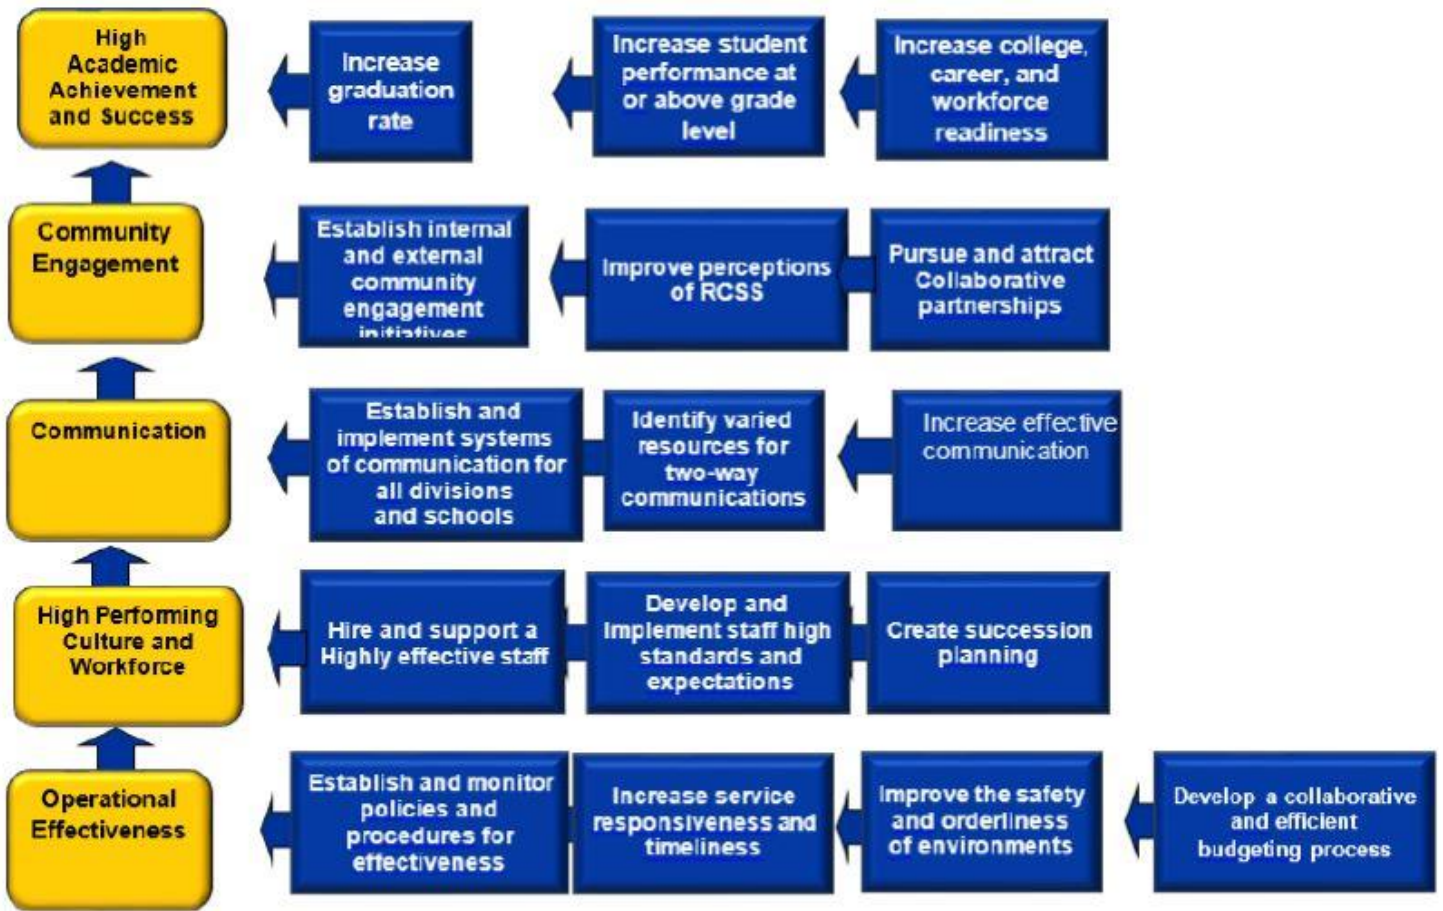 High
Academic
Achievement
and Success
Increase
graduation
rate
Increase student
performance at
or above grade
level
Increase college,
career, and
workforce
readiness
Community
Engagement
Establish internal
and external
community
engagement
initiatives
Improve perceptions
of RCSS
Pursue and attract
Collaborative
partnerships
Communication
Establish and
implement systems
of communication for
all divisions
and schools
Identify varied
resources for
two-way
communications
Increase effective
communication
High Performing
Culture and
Workforce
Hire and support a
Highly effective staff
Develop and
Implement staff high
standards and
expectations
Create succession
planning
Operational
Effectiveness
Establish and monitor
policies and
procedures for
effectiveness
Increase service
responsiveness and
timeliness
Improve the safety
and orderliness
of environments
Develop a collaborative
and efficient
budgeting process